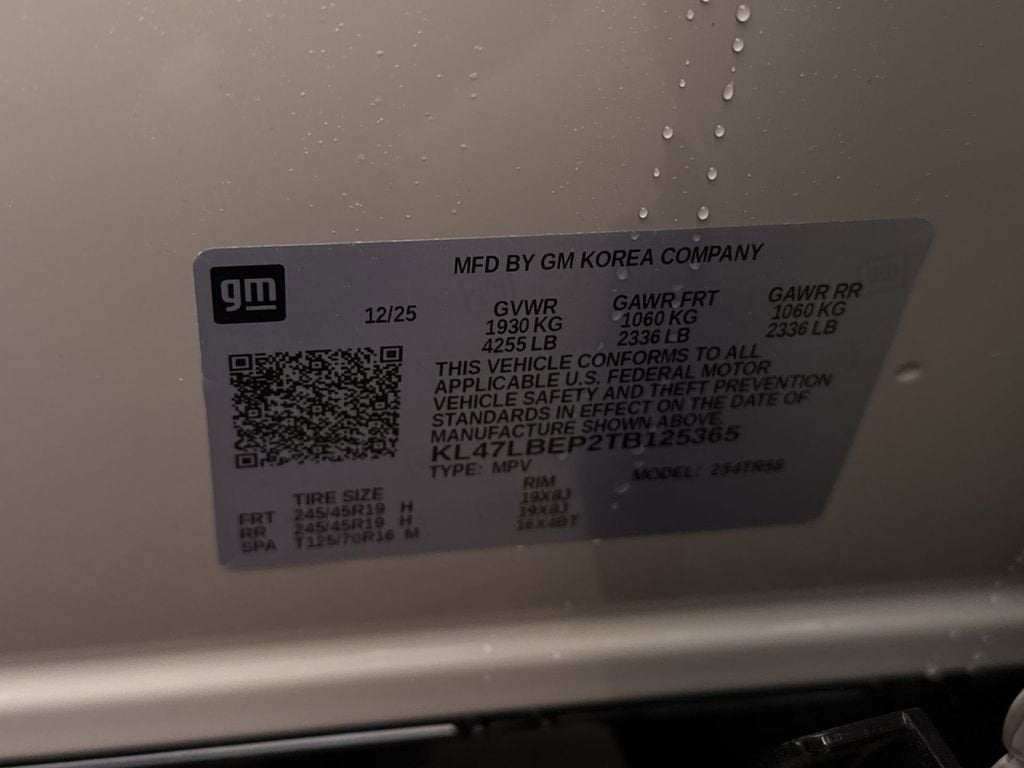 gm
MFD BY GM KOREA COMPANY
12/25
GVWR
1930 KG
4255 LB
GAWR FRT
1060 KG
2336 LB
GAWR RR
1060 KG
2336 LB
THIS VEHICLE CONFORMS TO ALL
APPLICABLE U.S. FEDERAL MOTOR
VEHICLE SAFETY AND THEFT PREVENTION
STANDARDS IN EFFECT ON THE DATE OF
MANUFACTURE SHOWN ABOVE.
KL47LBEP2TB125365
TYPE: MPV MODEL: 254TR58
TIRE SIZE RIM
FRT 245/45R19 H 19X8J
RR 245/45R19 H 19X8J
SPA T125/70R16 M 16X4BT